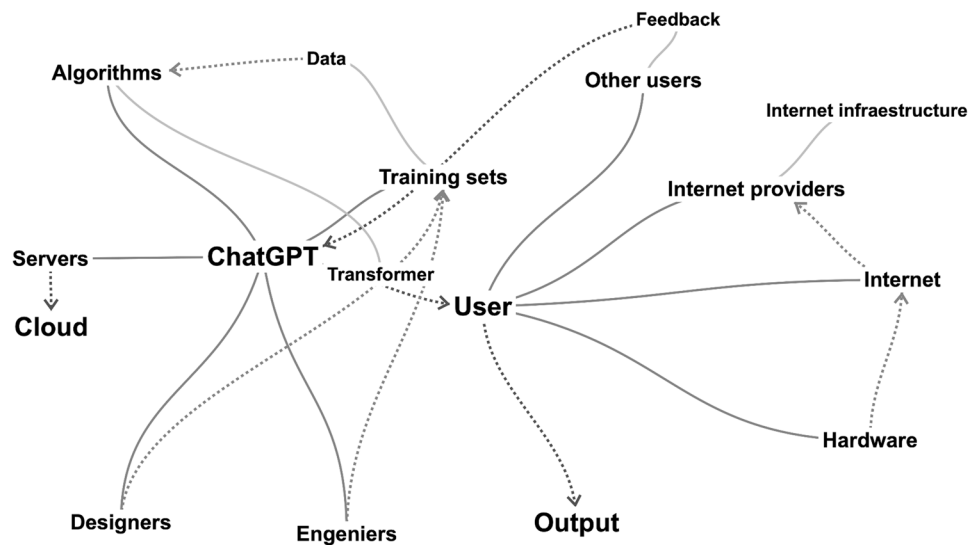 Feedback
Data
Algorithms
Other users
Internet infraestructure
Training sets
Internet providers
Servers
ChatGPT
Transformer
Internet
User
Cloud
Hardware
Designers
Output
Engeniers